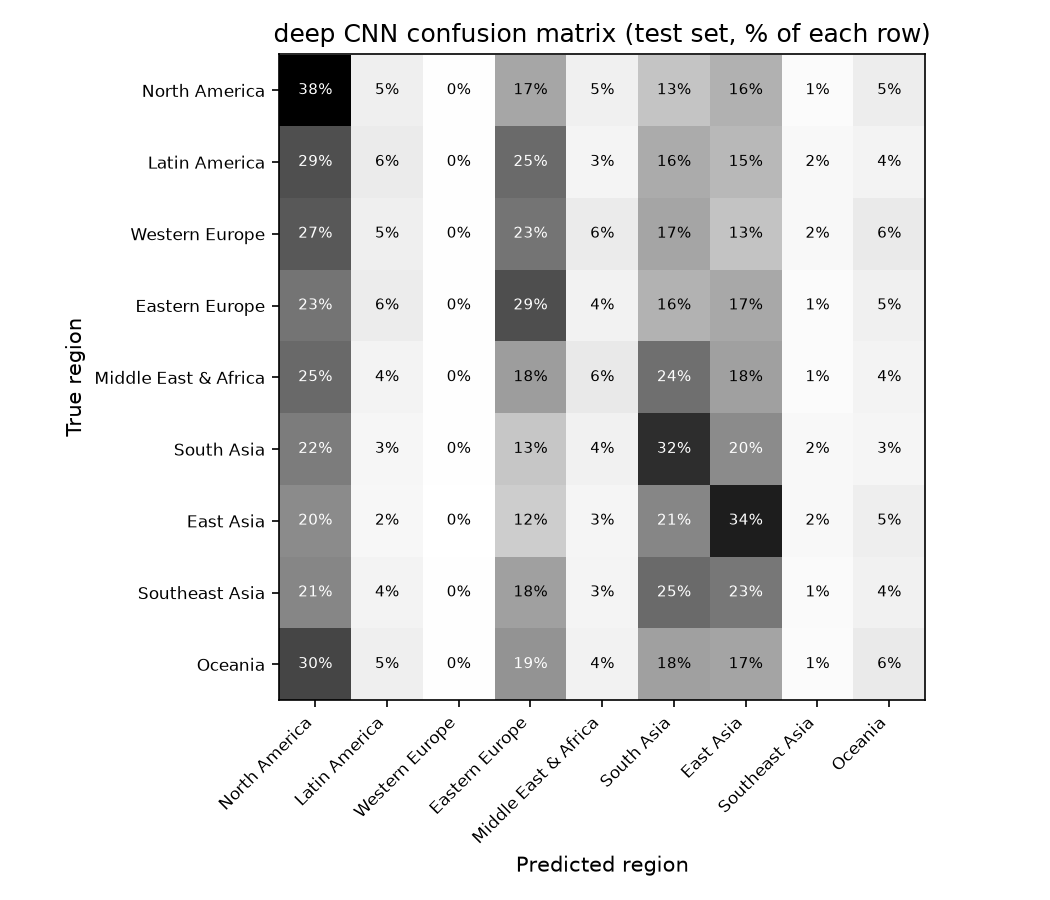 deep CNN confusion matrix (test set, % of each row)
True region
North America 38% 5% 0% 17% 5% 13% 16% 1% 5%
Latin America 29% 6% 0% 25% 3% 16% 15% 2% 4%
Western Europe 27% 5% 0% 23% 6% 17% 13% 2% 6%
Eastern Europe 23% 6% 0% 29% 4% 16% 17% 1% 5%
Middle East & Africa 25% 4% 0% 18% 6% 24% 18% 1% 4%
South Asia 22% 3% 0% 13% 4% 32% 20% 2% 3%
East Asia 20% 2% 0% 12% 3% 21% 34% 2% 5%
Southeast Asia 21% 4% 0% 18% 3% 25% 23% 1% 4%
Oceania 30% 5% 0% 19% 4% 18% 17% 1% 6%
North America
Latin America
Western Europe
Eastern Europe
Middle East & Africa
South Asia
East Asia
Southeast Asia
Oceania
Predicted region